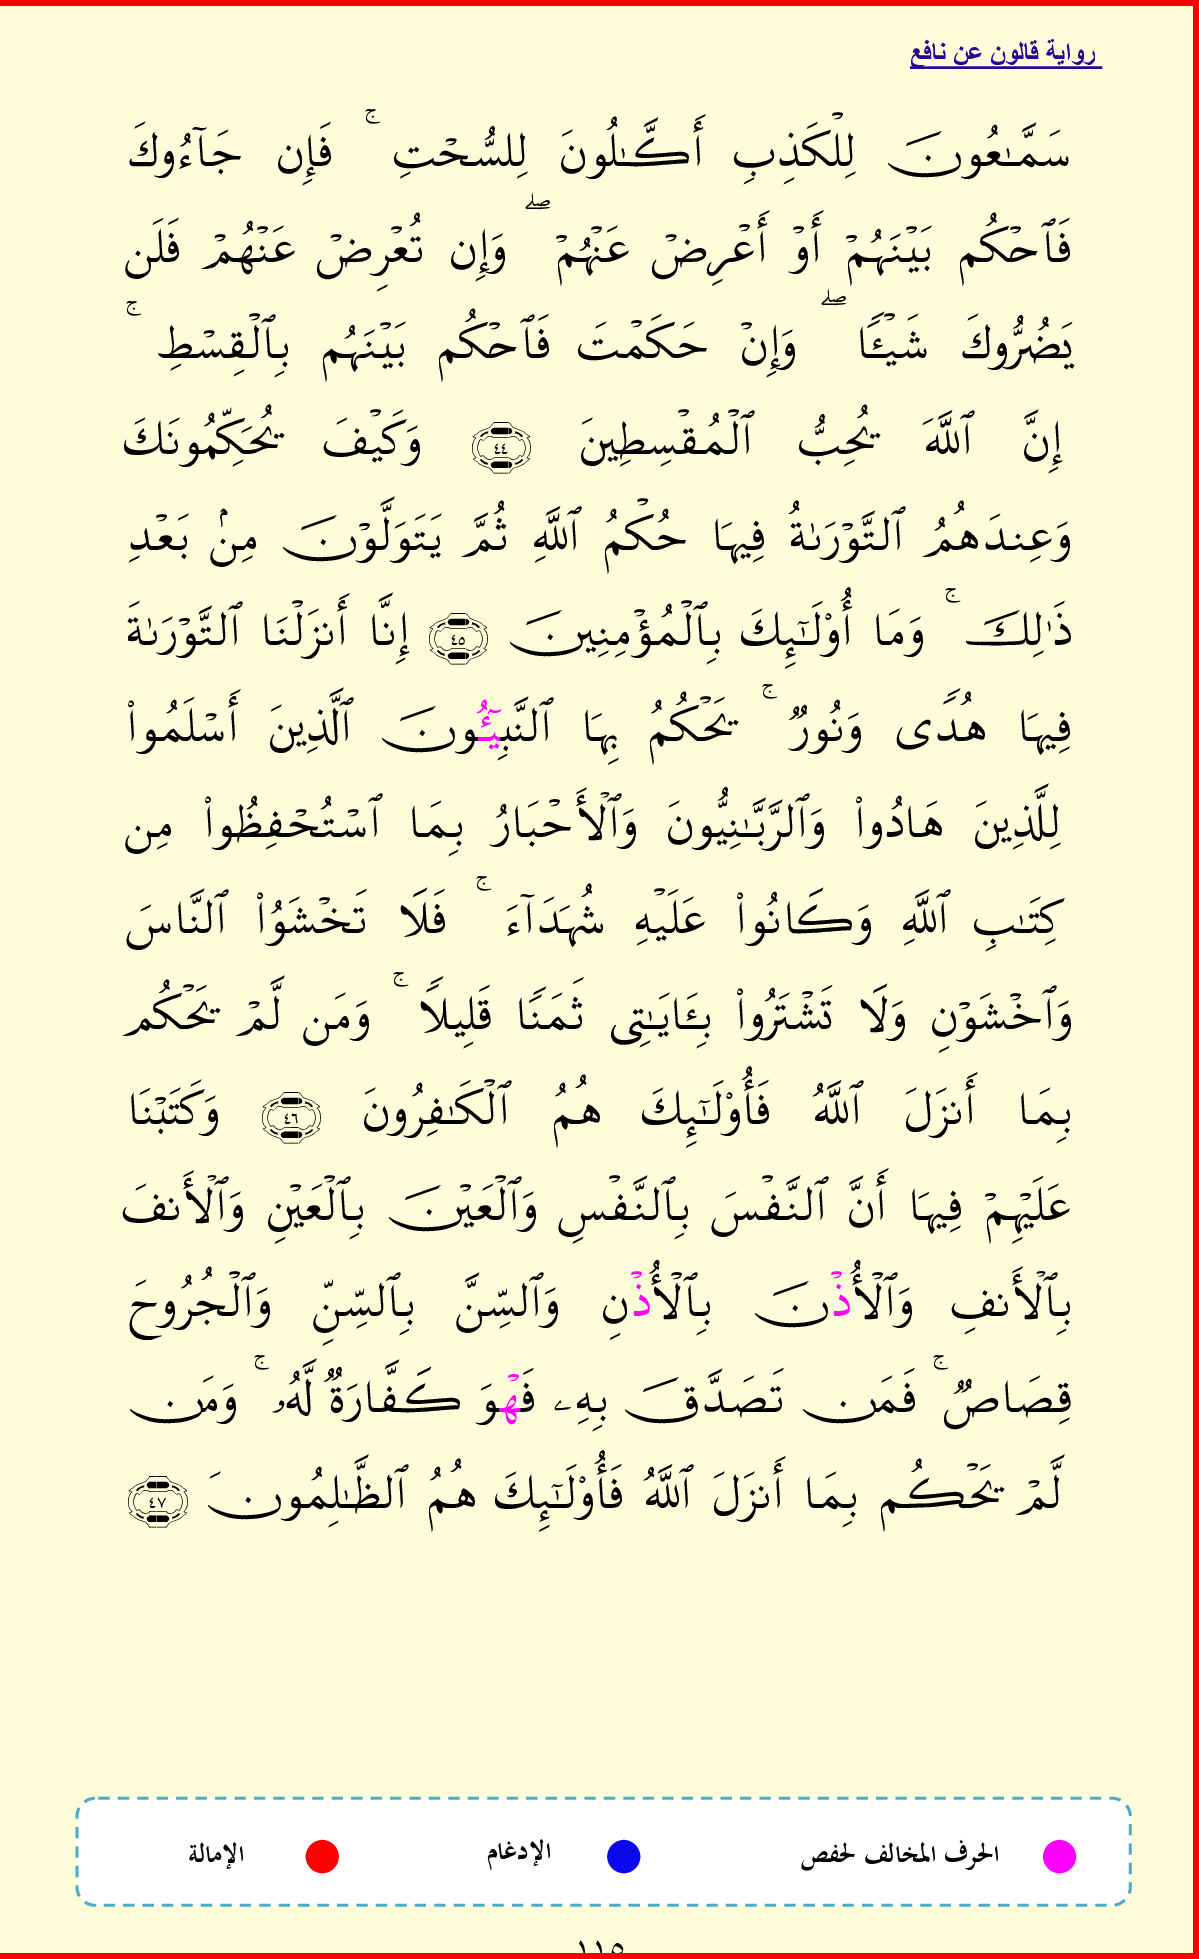 رواية قالون عن نافع
سَمَّـٰعُونَ لِلْكَذِبِ أَكَّـٰلُونَ لِلسُّحْتِ ۚ فَإِن جَآءُوكَ
فَٱحْكُم بَيْنَهُمْ أَوْ أَعْرِضْ عَنْهُمْ ۖ وَإِن تُعْرِضْ عَنْهُمْ فَلَن
يَضُرُّوكَ شَيْـًٔا ۖ وَإِنْ حَكَمْتَ فَٱحْكُم بَيْنَهُم بِٱلْقِسْطِ ۚ
إِنَّ ٱللَّهَ يُحِبُّ ٱلْمُقْسِطِينَ ٤٤ وَكَيْفَ يُحَكِّمُونَكَ
وَعِندَهُمُ ٱلتَّوْرَىٰةُ فِيهَا حُكْمُ ٱللَّهِ ثُمَّ يَتَوَلَّوْنَ مِنۢ بَعْدِ
ذَٰلِكَ ۚ وَمَا أُوْلَـٰٓئِكَ بِٱلْمُؤْمِنِينَ ٤٥ إِنَّا أَنزَلْنَا ٱلتَّوْرَىٰةَ
فِيهَا هُدًى وَنُورٌ ۚ يَحْكُمُ بِهَا ٱلنَّبِيٓـُٔونَ ٱلَّذِينَ أَسْلَمُواْ
لِلَّذِينَ هَادُواْ وَٱلرَّبَّـٰنِيُّونَ وَٱلْأَحْبَارُ بِمَا ٱسْتُحْفِظُواْ مِن
كِتَـٰبِ ٱللَّهِ وَكَانُواْ عَلَيْهِ شُهَدَآءَ ۚ فَلَا تَخْشَوُاْ ٱلنَّاسَ
وَٱخْشَوْنِ وَلَا تَشْتَرُواْ بِـَٔايَـٰتِى ثَمَنًا قَلِيلًا ۚ وَمَن لَّمْ يَحْكُم
بِمَا أَنزَلَ ٱللَّهُ فَأُوْلَـٰٓئِكَ هُمُ ٱلْكَـٰفِرُونَ ٤٦ وَكَتَبْنَا
عَلَيْهِمْ فِيهَا أَنَّ ٱلنَّفْسَ بِٱلنَّفْسِ وَٱلْعَيْنَ بِٱلْعَيْنِ وَٱلْأَنفَ
بِٱلْأَنفِ وَٱلْأُذْنَ بِٱلْأُذْنِ وَٱلسِّنَّ بِٱلسِّنِّ وَٱلْجُرُوحَ
قِصَاصٌ ۚ فَمَن تَصَدَّقَ بِهِۦ فَهْوَ كَفَّارَةٌ لَّهُۥ ۚ وَمَن
لَّمْ يَحْكُم بِمَا أَنزَلَ ٱللَّهُ فَأُوْلَـٰٓئِكَ هُمُ ٱلظَّـٰلِمُونَ ٤٧
الحرف المخالف لحفص الإدغام الإمالة
١١٥